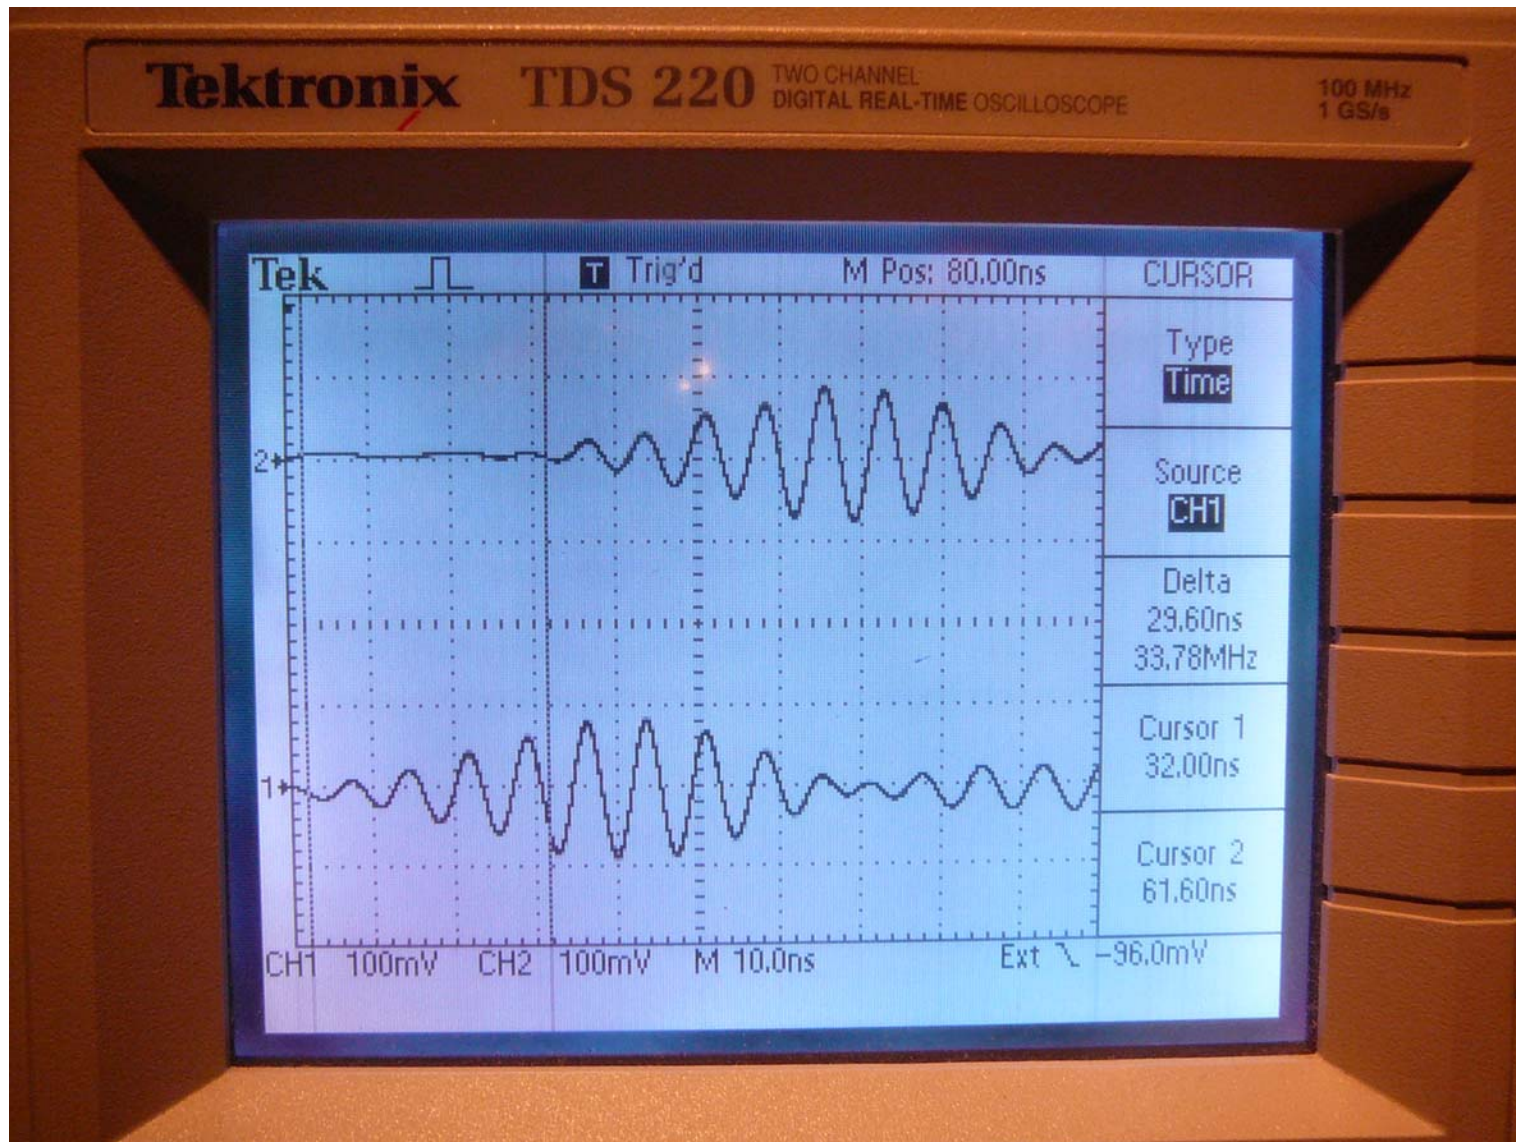 Tektronix TDS 220 TWO CHANNEL
DIGITAL REAL-TIME OSCILLOSCOPE
100 MHz
1 GS/s
Tek T Trig'd M Pos: 80.00ns CURSOR
Type
Time
Source
CH1
Delta
29.60ns
33.78MHz
Cursor 1
32.00ns
Cursor 2
61.60ns
2
1
CH1 100mV CH2 100mV M 10.0ns Ext -96.0mV